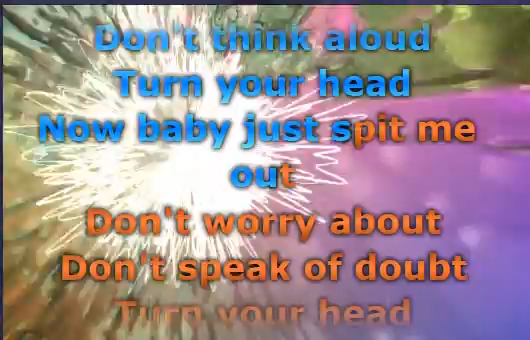 Don't think aloud
Turn your head
Now baby just spit me
out
Don't worry about
Don't speak of doubt
Turn your head